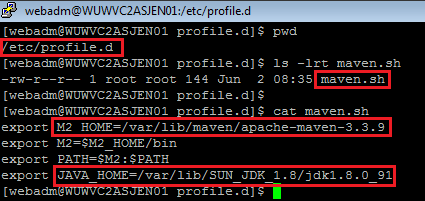 webadm@WUWVC2ASJEN01:/etc/profile.d
[webadm@WUWVC2ASJEN01 profile.d]$ pwd
/etc/profile.d
[webadm@WUWVC2ASJEN01 profile.d]$ ls -lrt maven.sh
-rw-r--r-- 1 root root 144 Jun  2 08:35 maven.sh
[webadm@WUWVC2ASJEN01 profile.d]$ cat maven.sh
export M2_HOME=/var/lib/maven/apache-maven-3.3.9
export M2=$M2_HOME/bin
export PATH=$M2:$PATH
export JAVA_HOME=/var/lib/SUN_JDK_1.8/jdk1.8.0_91
[webadm@WUWVC2ASJEN01 profile.d]$